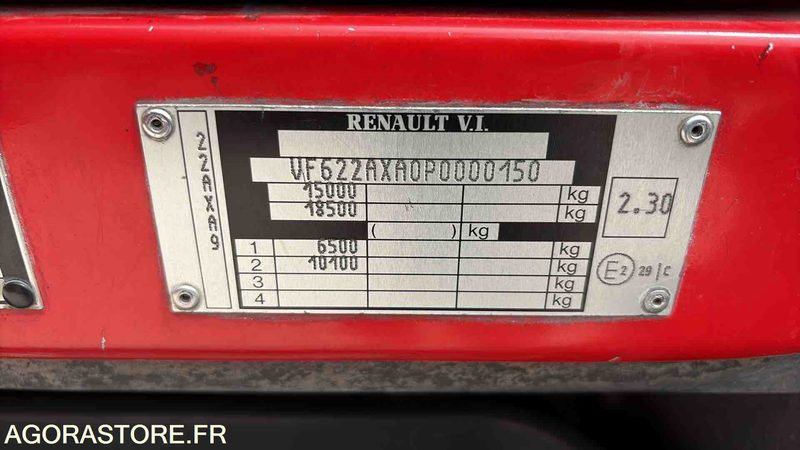 RENAULT V.I.
22AXA9
VF622AXA0P0000150
15000 kg
18500 kg
( ) kg
2.30
1 6500 kg
2 10100 kg
3 kg
4 kg
E2 29/C
AGORASTORE.FR